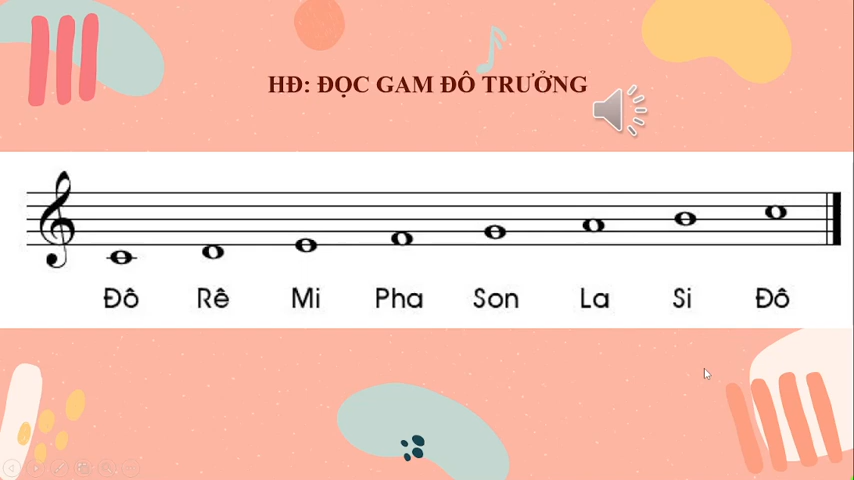 HĐ: ĐỌC GAM ĐÔ TRƯỞNG
Đô Rê Mi Pha Son La Si Đô